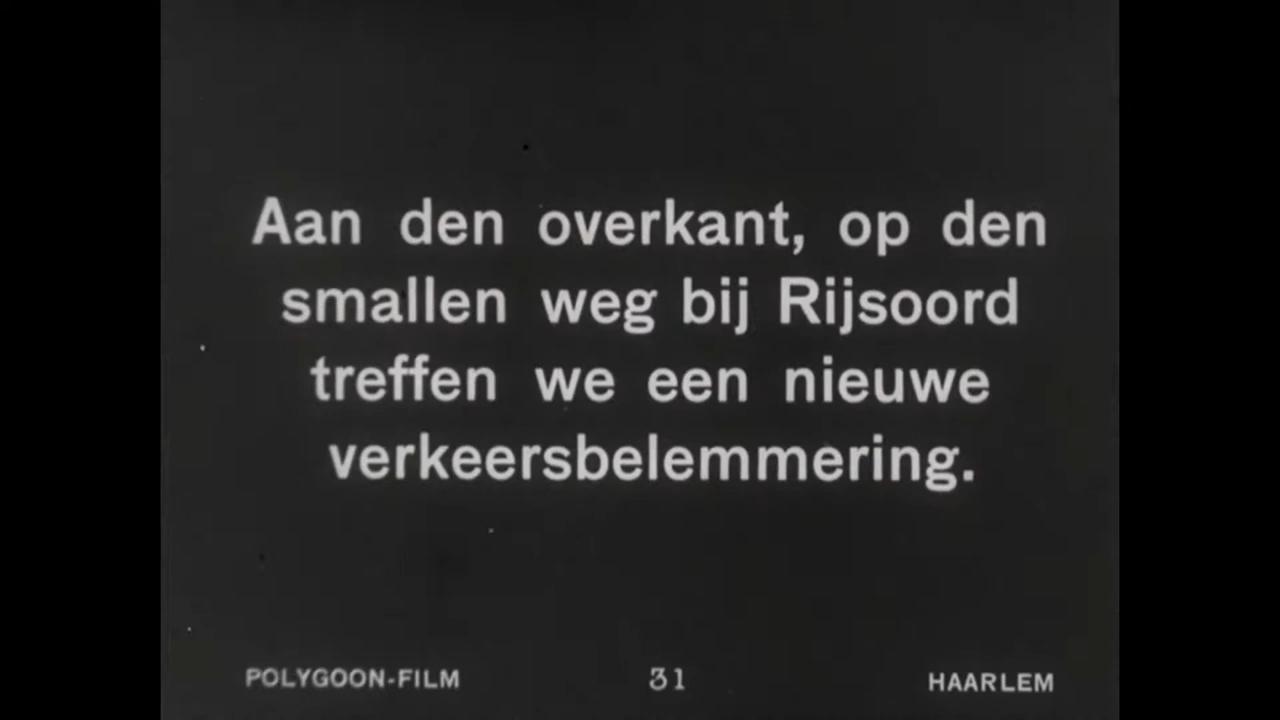 Aan den overkant, op den
smallen weg bij Rijsoord
treffen we een nieuwe
verkeersbelemmering.
POLYGOON-FILM 31 HAARLEM